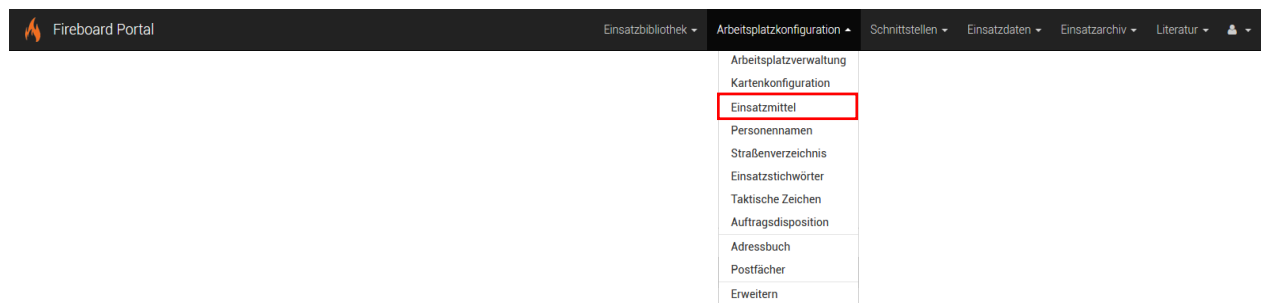 Fireboard Portal Einsatzbibliothek Arbeitsplatzkonfiguration Schnittstellen Einsatzdaten Einsatzarchiv Literatur
Arbeitsplatzverwaltung
Kartenkonfiguration
Einsatzmittel
Personennamen
Straßenverzeichnis
Einsatzstichwörter
Taktische Zeichen
Auftragsdisposition
Adressbuch
Postfächer
Erweitern